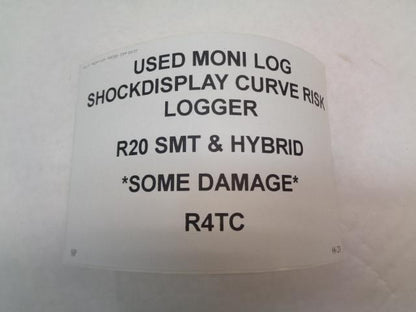 USED MONI LOG
SHOCKDISPLAY CURVE RISK
LOGGER
R20 SMT & HYBRID
*SOME DAMAGE*
R4TC